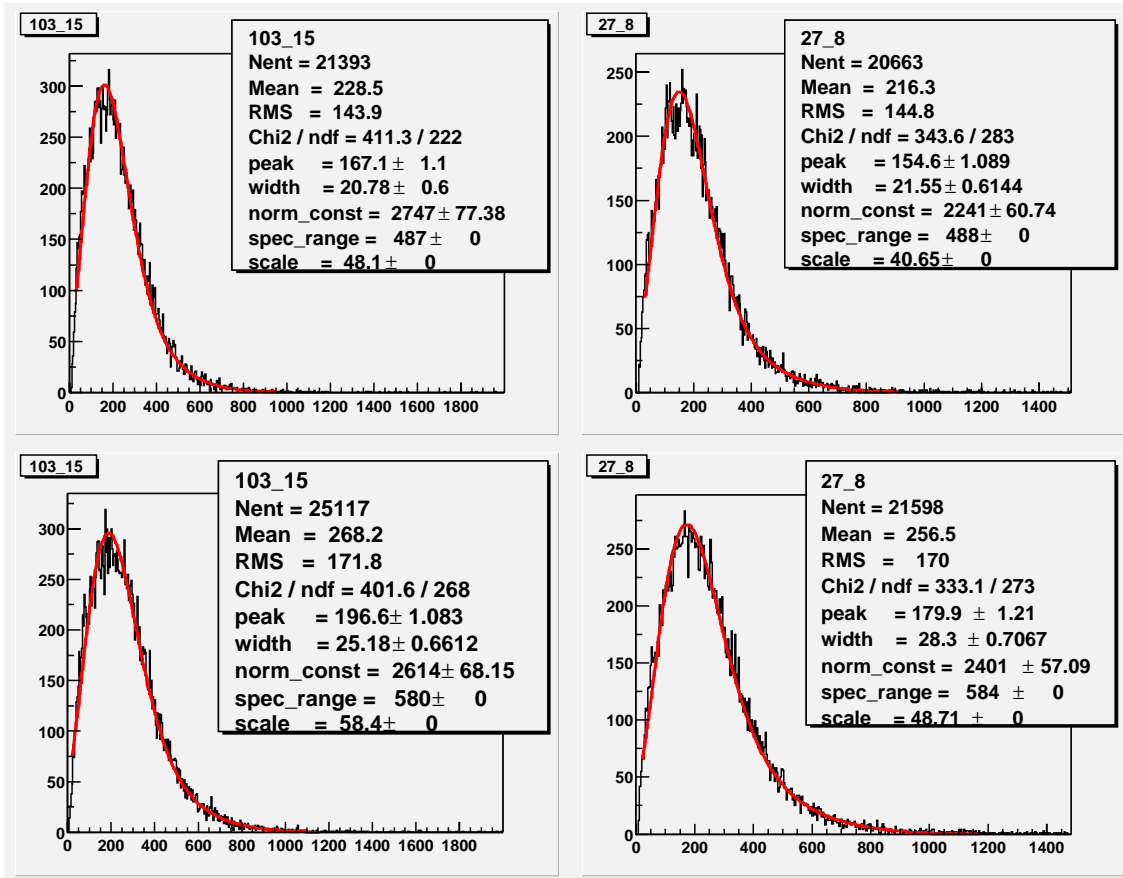 103_15
103_15
Nent = 21393
Mean = 228.5
RMS = 143.9
Chi2 / ndf = 411.3 / 222
peak = 167.1 ± 1.1
width = 20.78 ± 0.6
norm_const = 2747 ± 77.38
spec_range = 487 ± 0
scale = 48.1 ± 0
300
250
200
150
100
50
0
0 200 400 600 800 1000 1200 1400 1600 1800
27_8
27_8
Nent = 20663
Mean = 216.3
RMS = 144.8
Chi2 / ndf = 343.6 / 283
peak = 154.6 ± 1.089
width = 21.55 ± 0.6144
norm_const = 2241 ± 60.74
spec_range = 488 ± 0
scale = 40.65 ± 0
250
200
150
100
50
0
0 200 400 600 800 1000 1200 1400
103_15
103_15
Nent = 25117
Mean = 268.2
RMS = 171.8
Chi2 / ndf = 401.6 / 268
peak = 196.6 ± 1.083
width = 25.18 ± 0.6612
norm_const = 2614 ± 68.15
spec_range = 580 ± 0
scale = 58.4 ± 0
300
250
200
150
100
50
0
0 200 400 600 800 1000 1200 1400 1600 1800
27_8
27_8
Nent = 21598
Mean = 256.5
RMS = 170
Chi2 / ndf = 333.1 / 273
peak = 179.9 ± 1.21
width = 28.3 ± 0.7067
norm_const = 2401 ± 57.09
spec_range = 584 ± 0
scale = 48.71 ± 0
250
200
150
100
50
0
0 200 400 600 800 1000 1200 1400